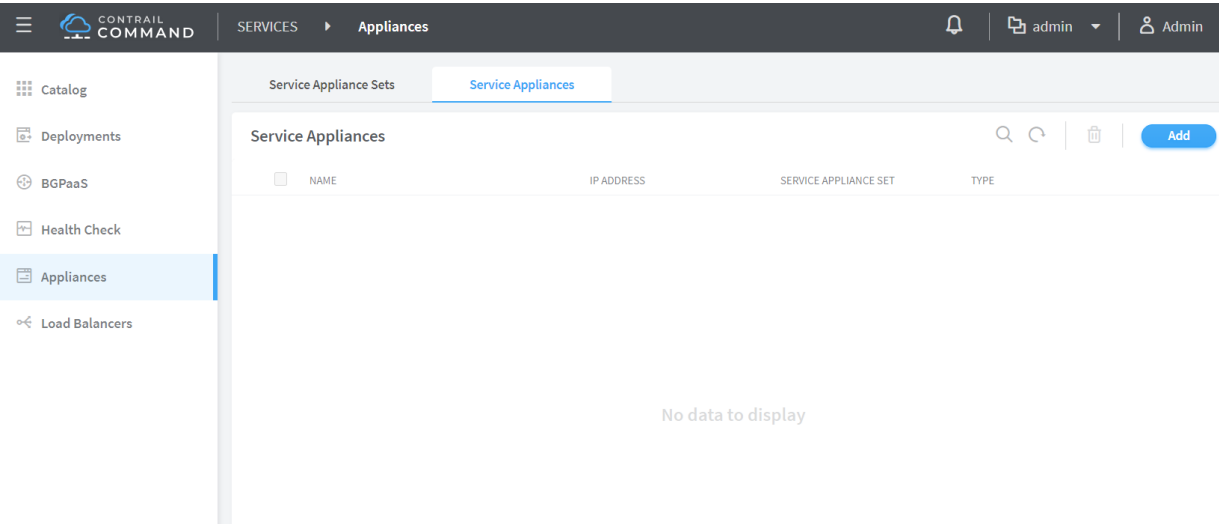 CONTRAIL
COMMAND
SERVICES Appliances
admin
Admin
Catalog
Deployments
BGPaaS
Health Check
Appliances
Load Balancers
Service Appliance Sets Service Appliances
Service Appliances
Add
NAME IP ADDRESS SERVICE APPLIANCE SET TYPE
No data to display